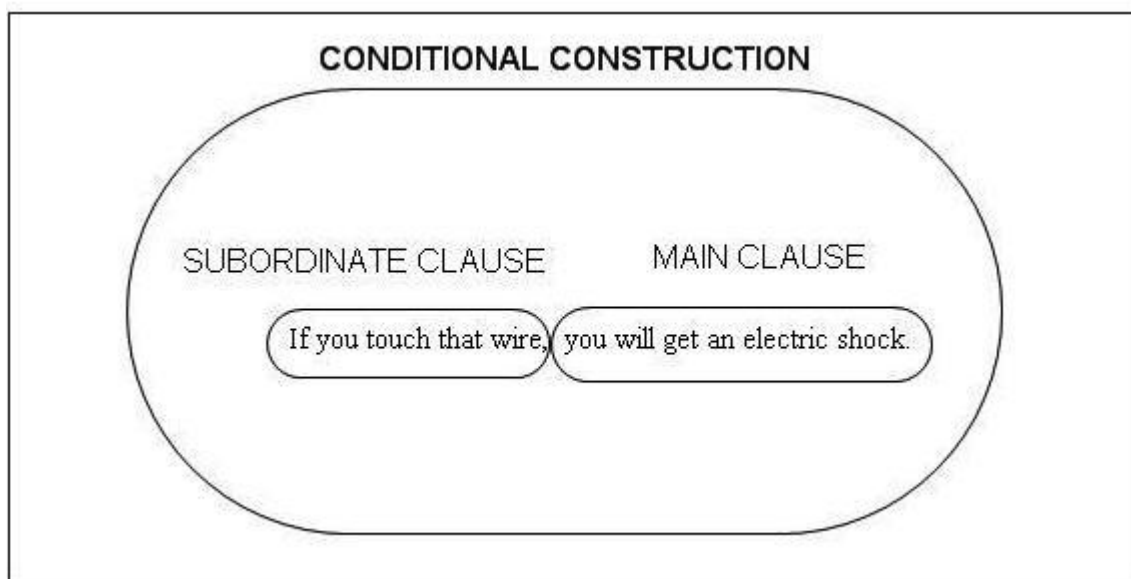 CONDITIONAL CONSTRUCTION
SUBORDINATE CLAUSE
MAIN CLAUSE
If you touch that wire, you will get an electric shock.